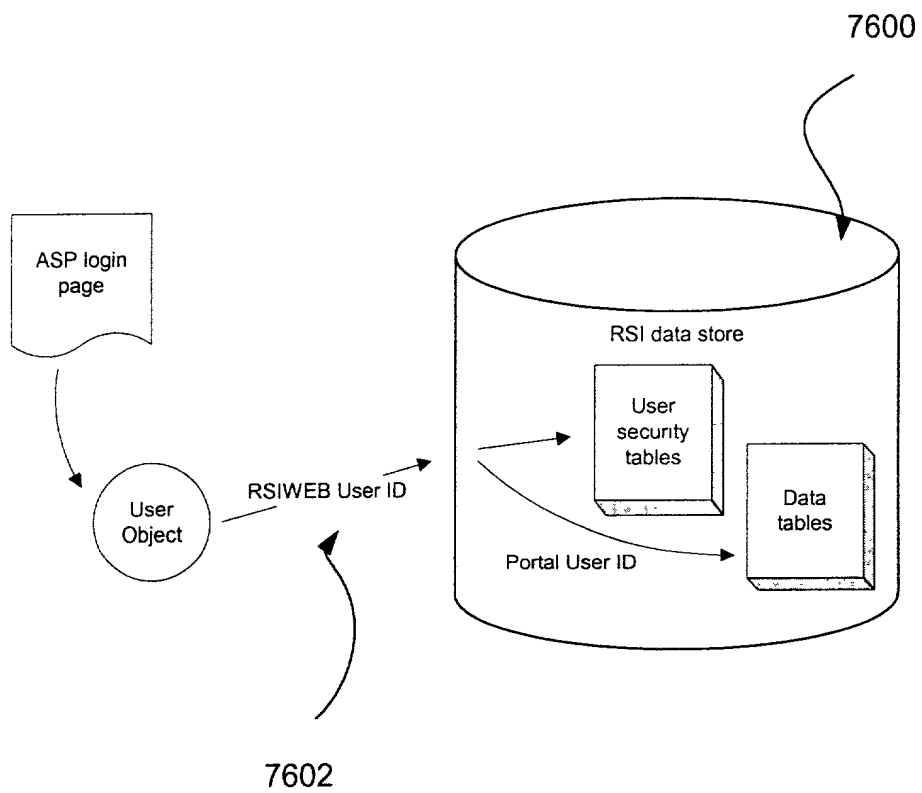 7600
ASP login
page
RSI data store
User
security
tables
User
Object
RSIWEB User ID
Data
tables
Portal User ID
7602